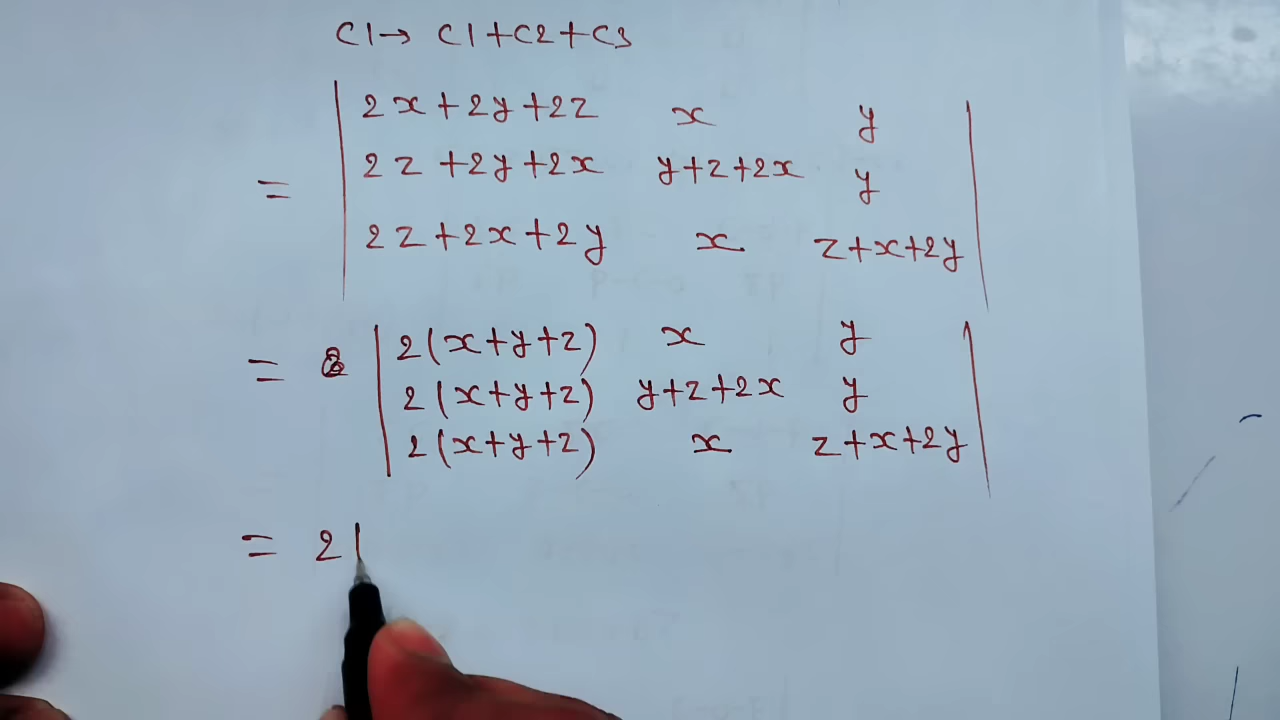 C1→ C1+C2+C3
2x+2y+2z x y
= 2z+2y+2x y+z+2x y
2z+2x+2y x z+x+2y
2(x+y+z) x y
= 2(x+y+z) y+z+2x y
2(x+y+z) x z+x+2y
= 2|